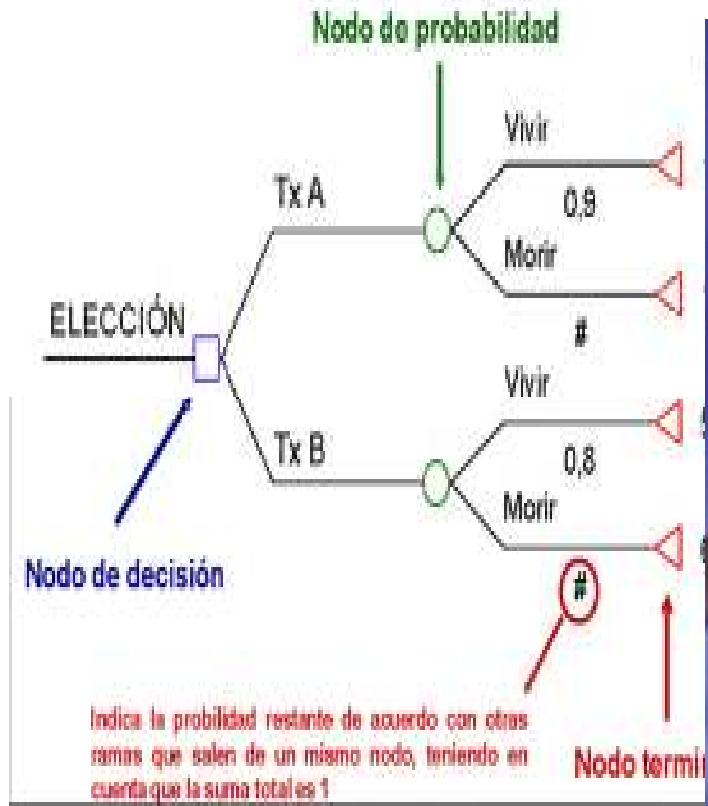 Nodo de probabilidad
Vivir
Tx A
0.9
Morir
ELECCIÓN
#
Vivir
Tx B
0,8
Morir
Nodo de decisión
#
Indica la probilidad restante de acuerdo con otras
ramas que salen de un mismo nodo, teniendo en
cuenta que la suma total es 1
Nodo termi